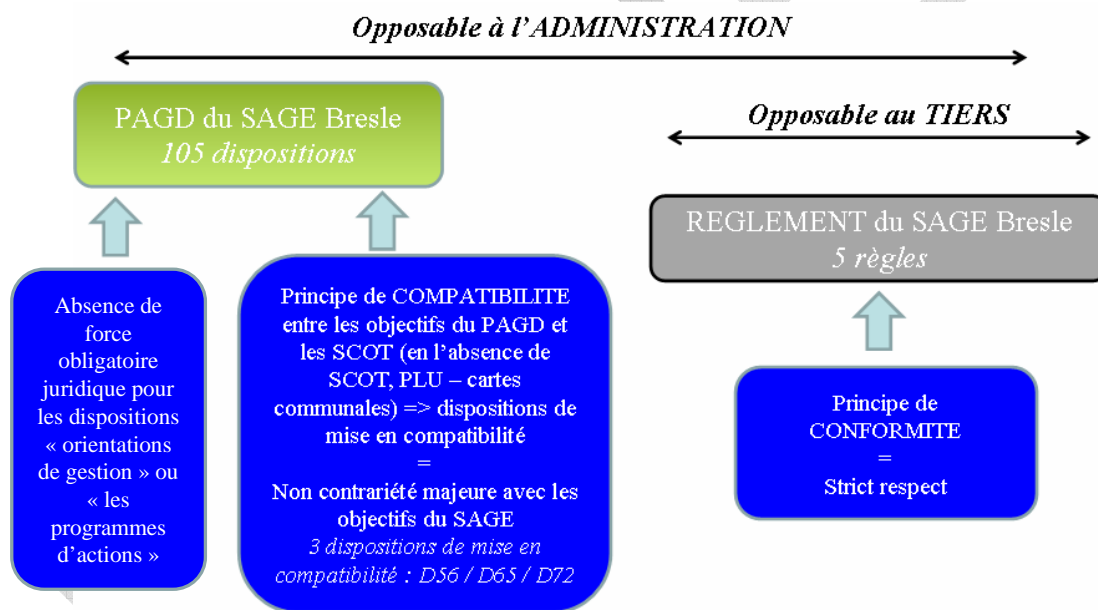 Opposable à l'ADMINISTRATION
PAGD du SAGE Bresle
105 dispositions
Opposable au TIERS
REGLEMENT du SAGE Bresle
5 règles
Absence de
force
obligatoire
juridique pour
les dispositions
« orientations
de gestion » ou
« les
programmes
d'actions »
Principe de COMPATIBILITE
entre les objectifs du PAGD et
les SCOT (en l'absence de
SCOT, PLU – cartes
communales) => dispositions de
mise en compatibilité
=
Non contrariété majeure avec les
objectifs du SAGE
3 dispositions de mise en
compatibilité : D56 / D65 / D72
Principe de
CONFORMITE
=
Strict respect